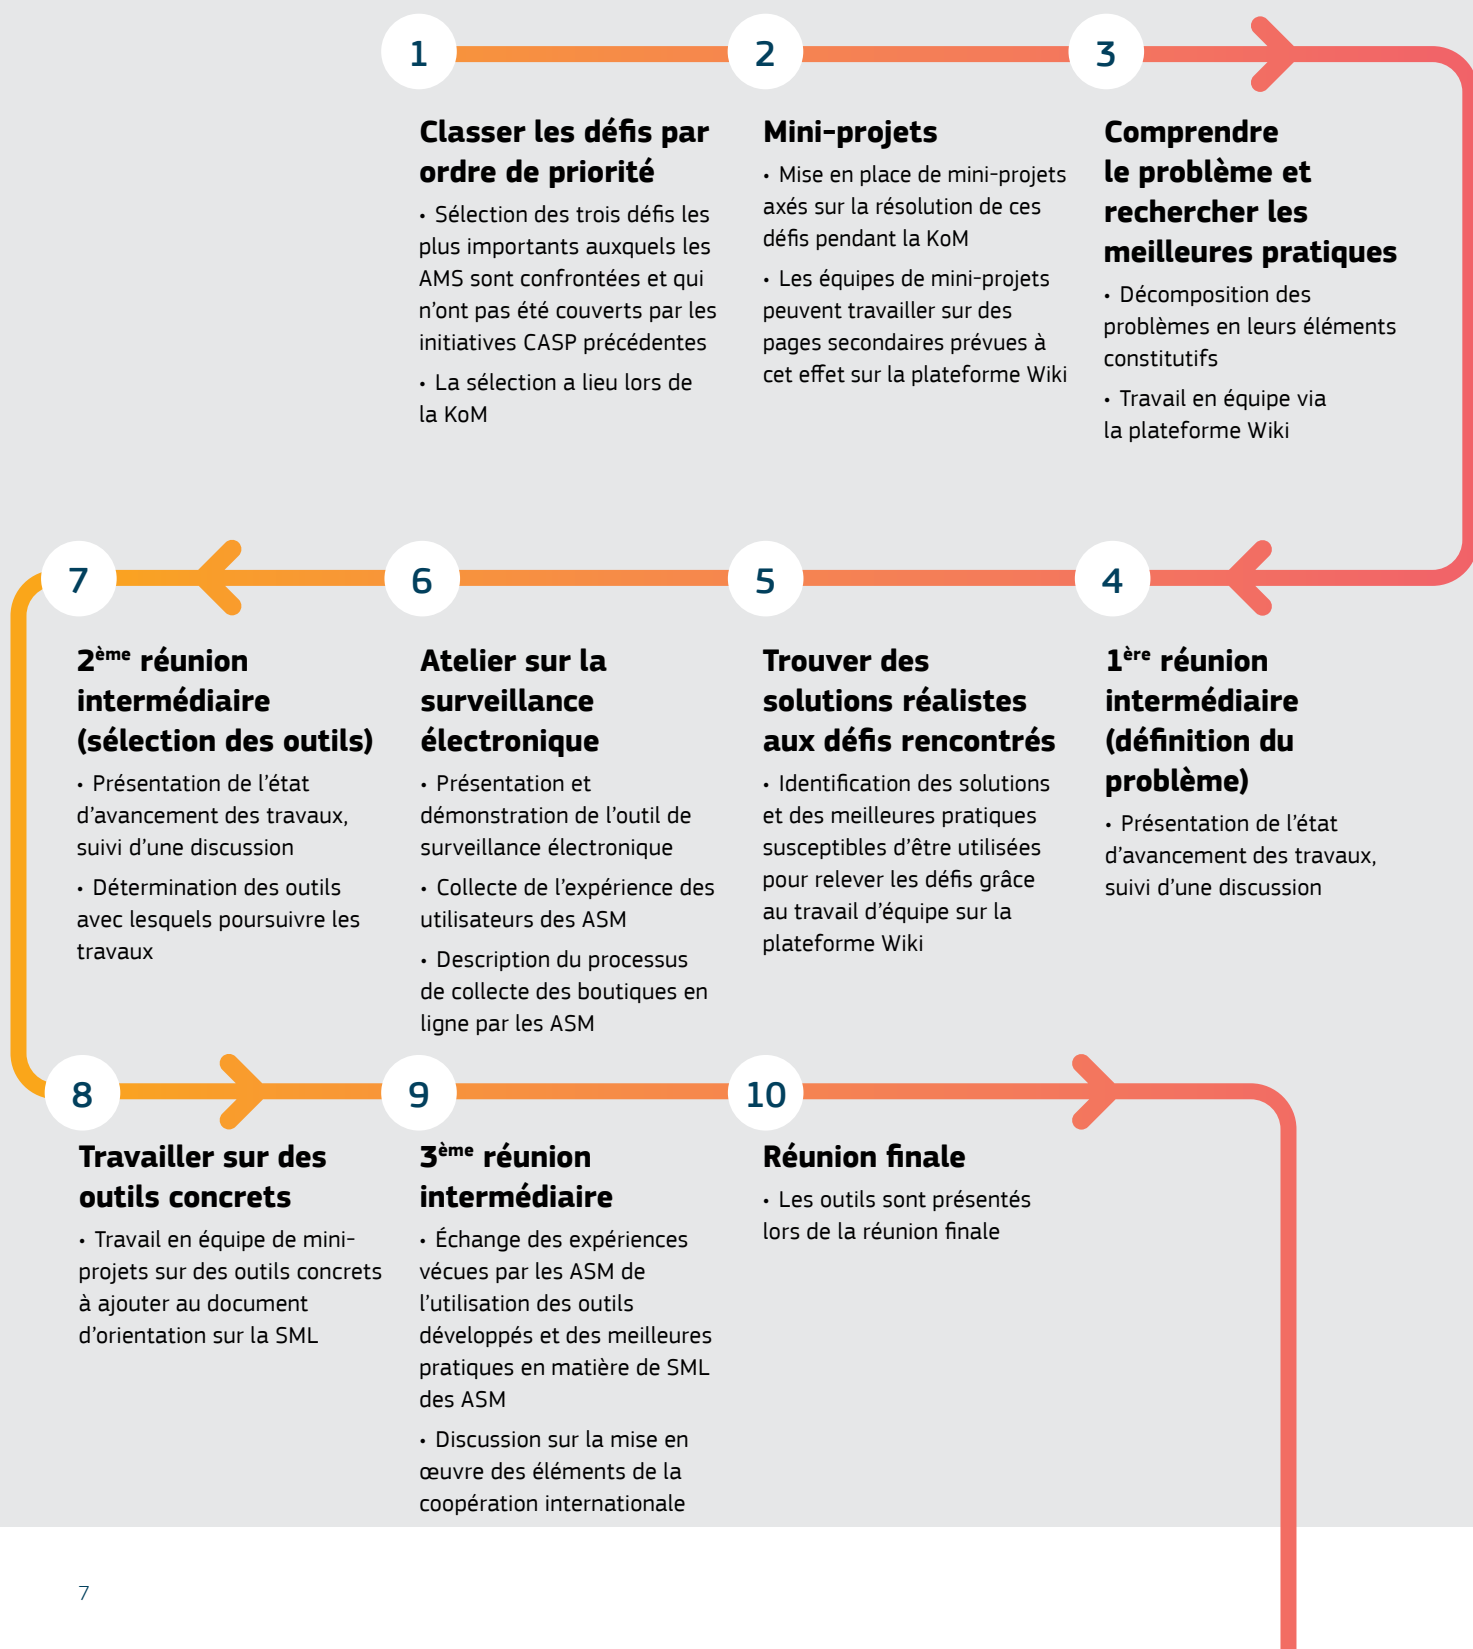 1
Classer les défis par
ordre de priorité
• Sélection des trois défis les
plus importants auxquels les
AMS sont confrontées et qui
n’ont pas été couverts par les
initiatives CASP précédentes
• La sélection a lieu lors de
la KoM
2
Mini-projets
• Mise en place de mini-projets
axés sur la résolution de ces
défis pendant la KoM
• Les équipes de mini-projets
peuvent travailler sur des
pages secondaires prévues à
cet effet sur la plateforme Wiki
3
Comprendre
le problème et
rechercher les
meilleures pratiques
• Décomposition des
problèmes en leurs éléments
constitutifs
• Travail en équipe via
la plateforme Wiki
4
1ère réunion
intermédiaire
(définition du
problème)
• Présentation de l’état
d’avancement des travaux,
suivi d’une discussion
5
Trouver des
solutions réalistes
aux défis rencontrés
• Identification des solutions
et des meilleures pratiques
susceptibles d’être utilisées
pour relever les défis grâce
au travail d’équipe sur la
plateforme Wiki
6
Atelier sur la
surveillance
électronique
• Présentation et
démonstration de l’outil de
surveillance électronique
• Collecte de l’expérience des
utilisateurs des ASM
• Description du processus
de collecte des boutiques en
ligne par les ASM
7
2ème réunion
intermédiaire
(sélection des outils)
• Présentation de l’état
d’avancement des travaux,
suivi d’une discussion
• Détermination des outils
avec lesquels poursuivre les
travaux
8
Travailler sur des
outils concrets
• Travail en équipe de mini-
projets sur des outils concrets
à ajouter au document
d’orientation sur la SML
9
3ème réunion
intermédiaire
• Échange des expériences
vécues par les ASM de
l’utilisation des outils
développés et des meilleures
pratiques en matière de SML
des ASM
• Discussion sur la mise en
œuvre des éléments de la
coopération internationale
10
Réunion finale
• Les outils sont présentés
lors de la réunion finale
7